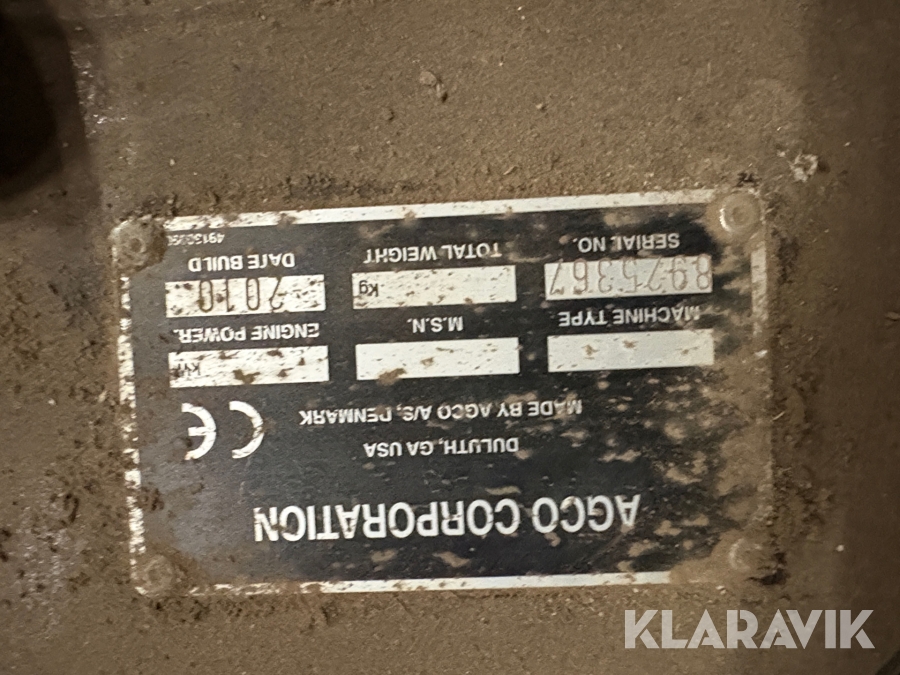 AGCO CORPORATION
DULUTH, GA USA
MADE BY AGCO A/S, DENMARK
CE
MACHINE TYPE
M.S.N.
ENGINE POWER
kW
8925367
Kg
2010
SERIAL NO.
TOTAL WEIGHT
DATE BUILD
KLARAVIK